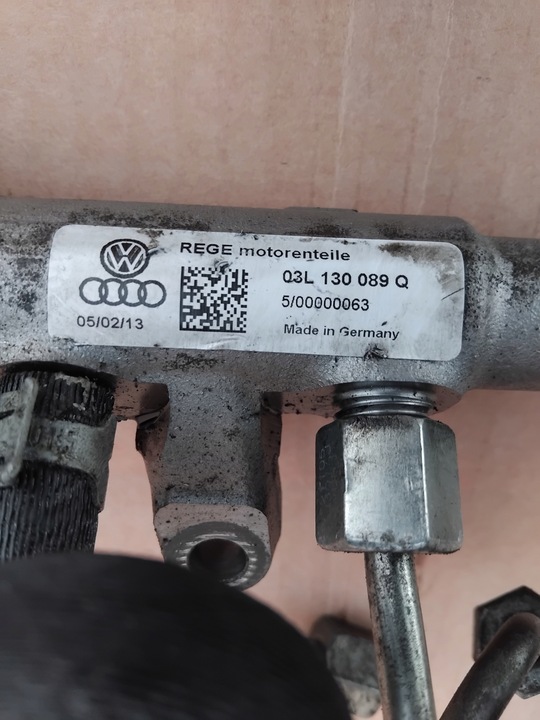 REGE motorenteile
03L 130 089 Q
5/00000063
05/02/13
Made in Germany